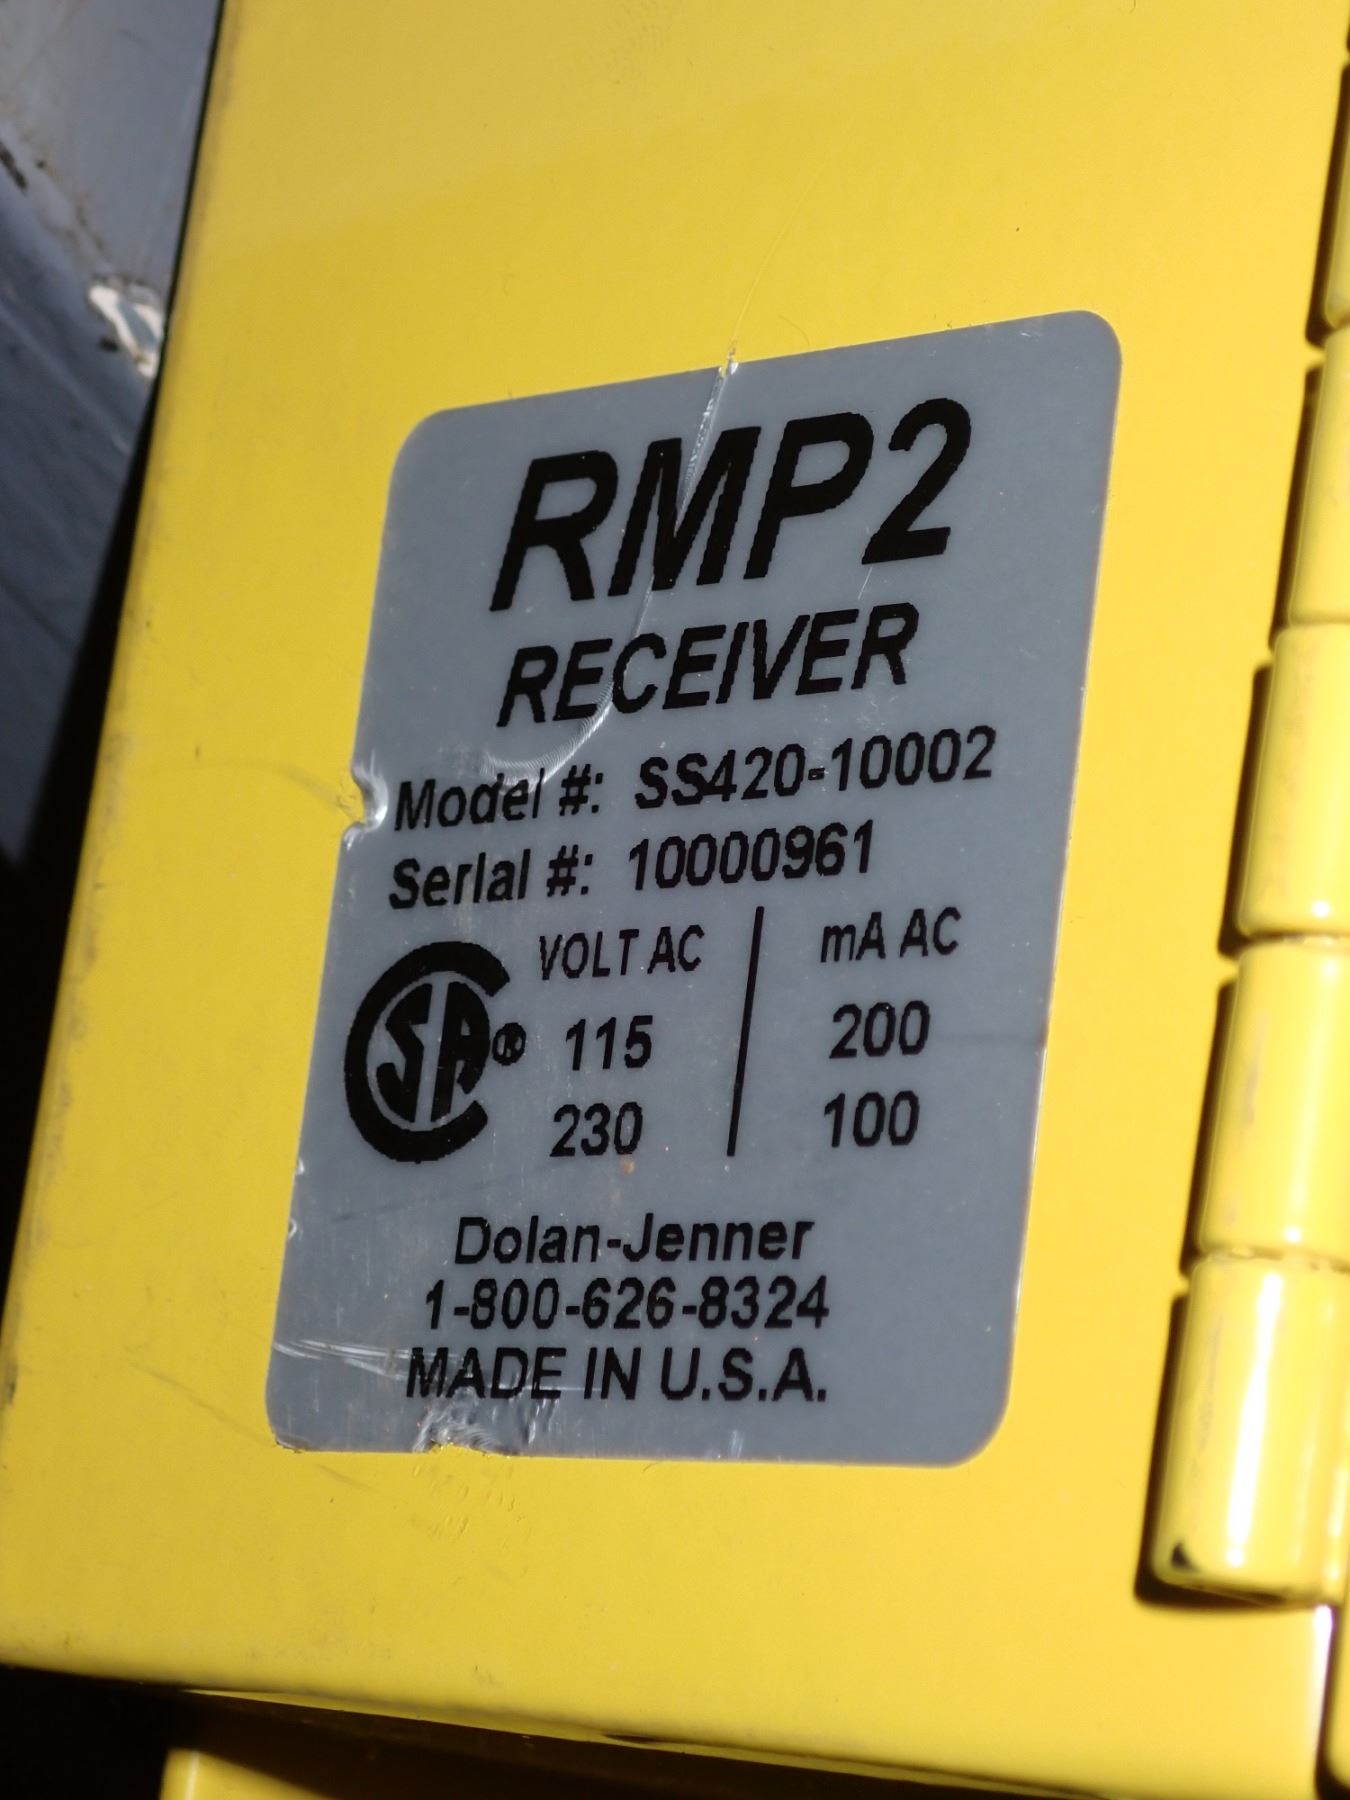 RMP2
RECEIVER
Model #: SS420-10002
Serial #: 10000961
VOLT AC | mA AC
CSA® 115 | 200
230 | 100
Dolan-Jenner
1-800-626-8324
MADE IN U.S.A.